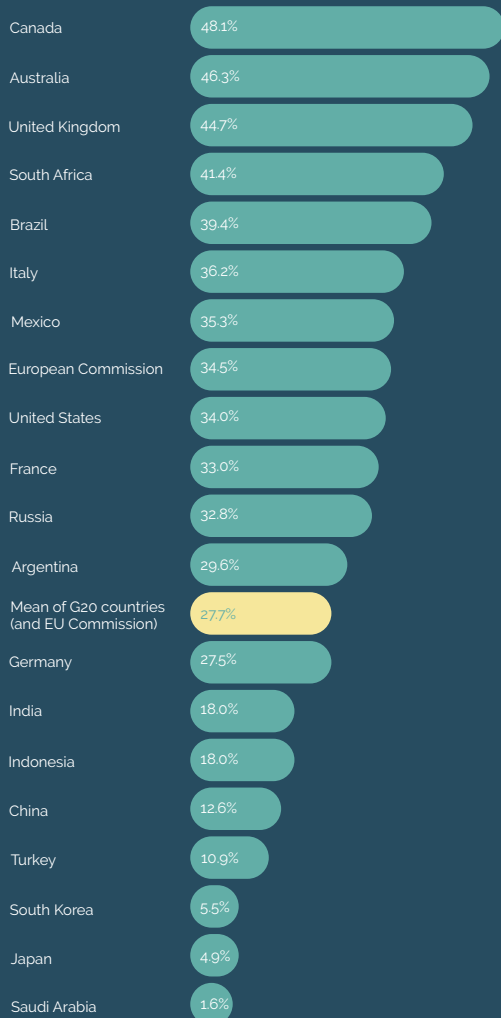 Canada 48.1%
Australia 46.3%
United Kingdom 44.7%
South Africa 41.4%
Brazil 39.4%
Italy 36.2%
Mexico 35.3%
European Commission 34.5%
United States 34.0%
France 33.0%
Russia 32.8%
Argentina 29.6%
Mean of G20 countries
(and EU Commission) 27.7%
Germany 27.5%
India 18.0%
Indonesia 18.0%
China 12.6%
Turkey 10.9%
South Korea 5.5%
Japan 4.9%
Saudi Arabia 1.6%